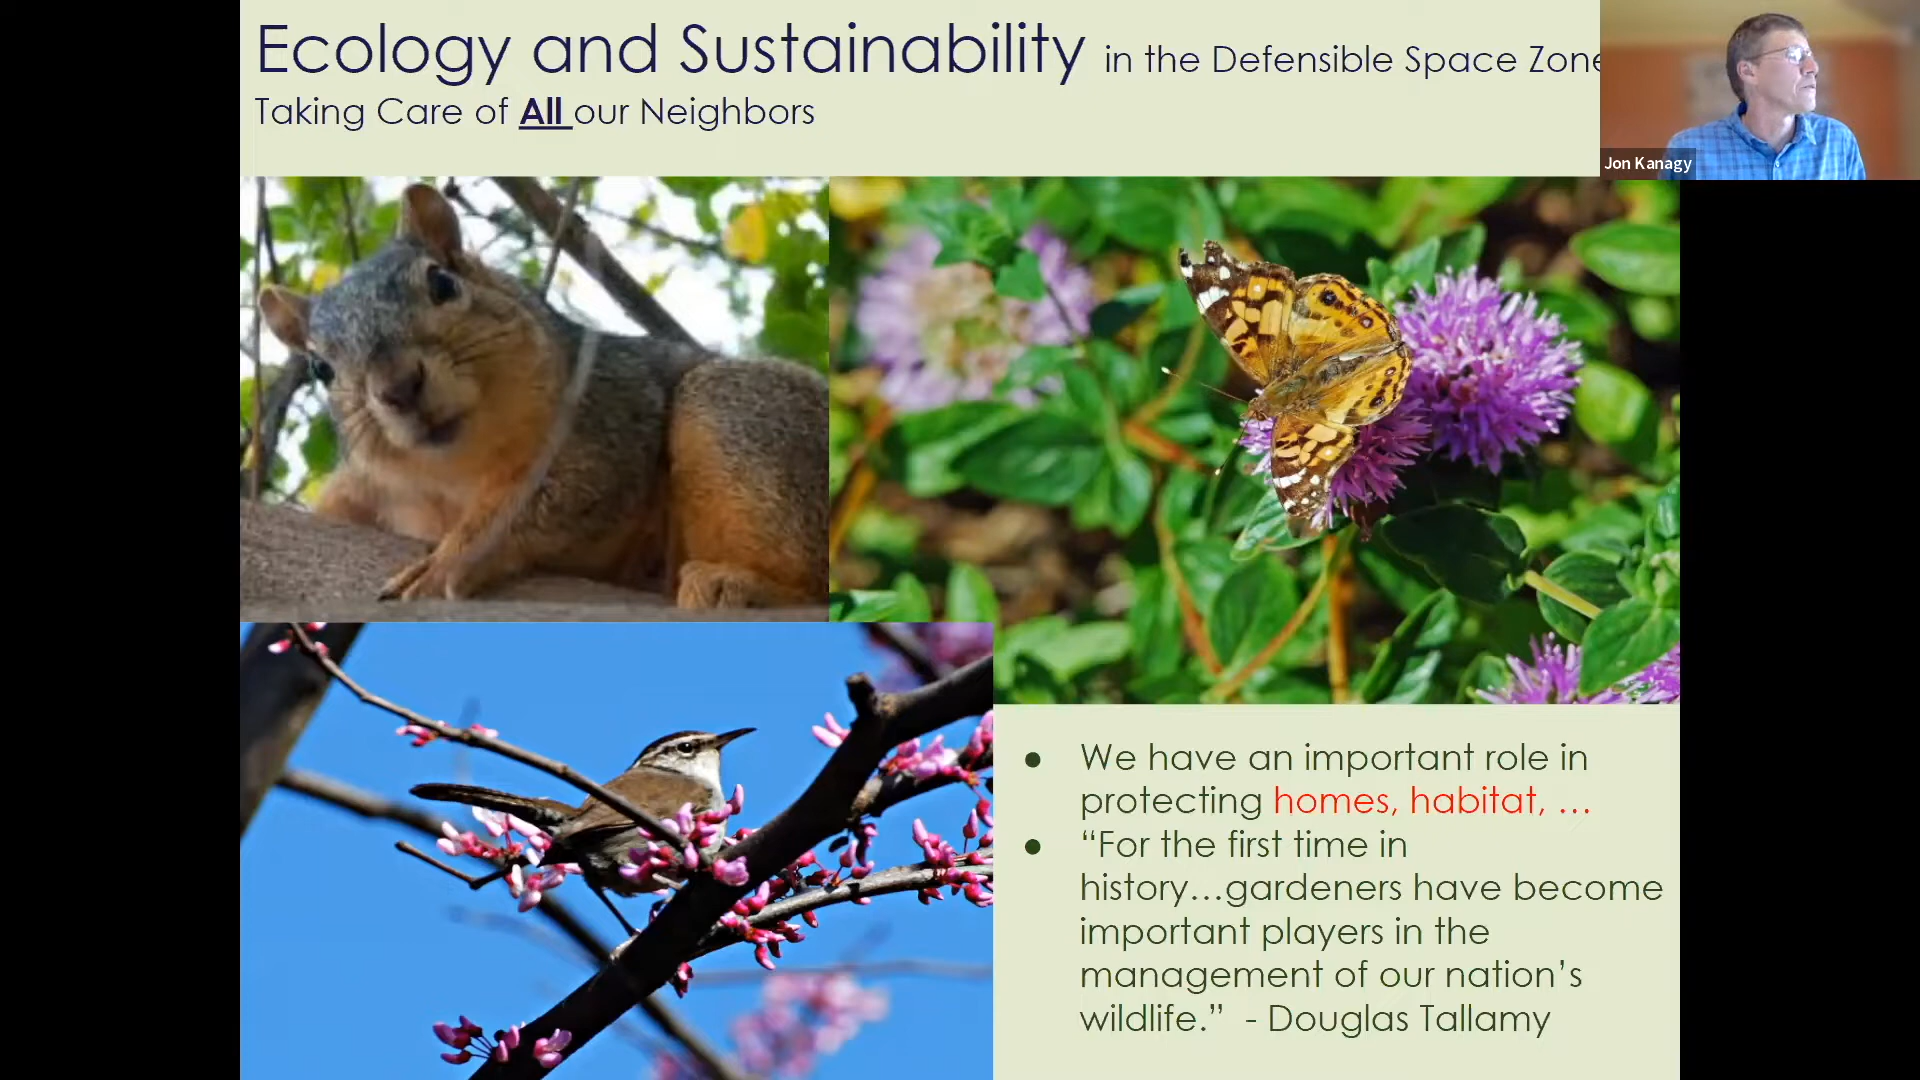 Ecology and Sustainability in the Defensible Space Zone
Taking Care of All our Neighbors
Jon Kanagy
● We have an important role in
protecting homes, habitat, …
● “For the first time in
history…gardeners have become
important players in the
management of our nation’s
wildlife.” - Douglas Tallamy